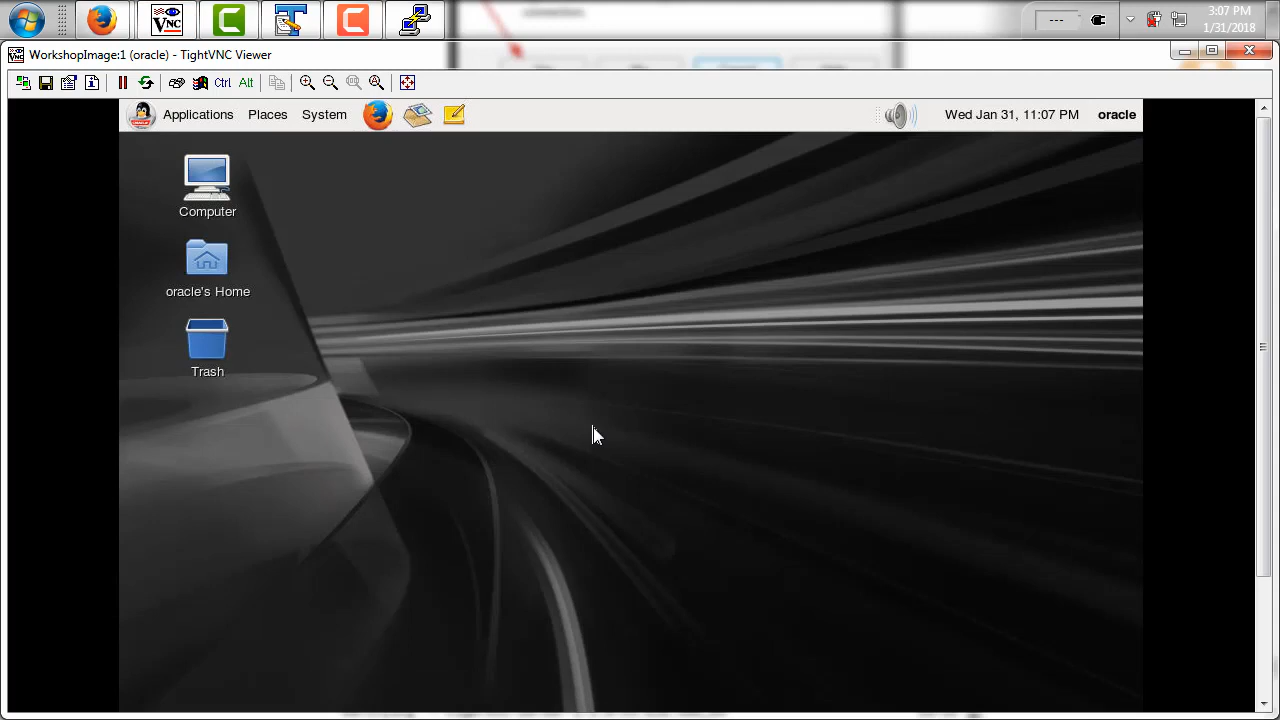 3:07 PM
1/31/2018
WorkshopImage:1 (oracle) - TightVNC Viewer
Ctrl Alt
Applications Places System
Wed Jan 31, 11:07 PM oracle
Computer
oracle's Home
Trash